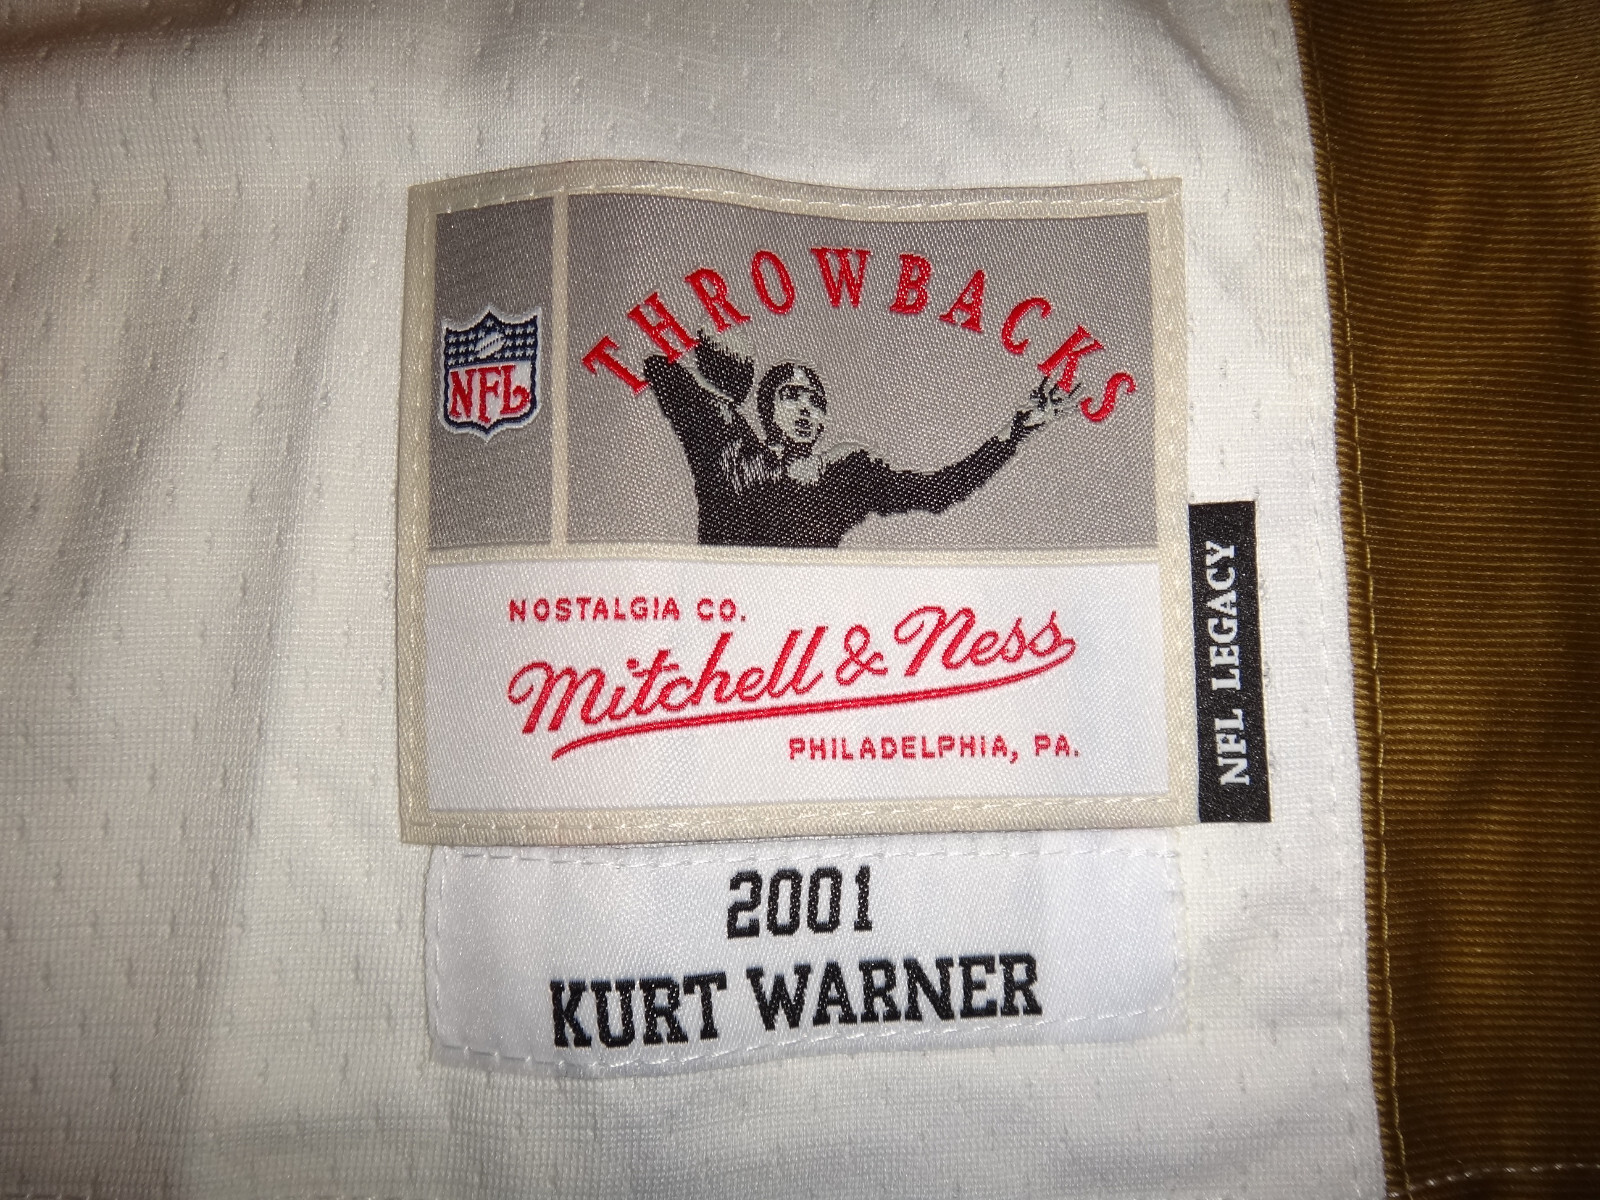 THROWBACKS
NFL
NOSTALGIA CO.
Mitchell & Ness
PHILADELPHIA, PA.
NFL LEGACY
2001
KURT WARNER